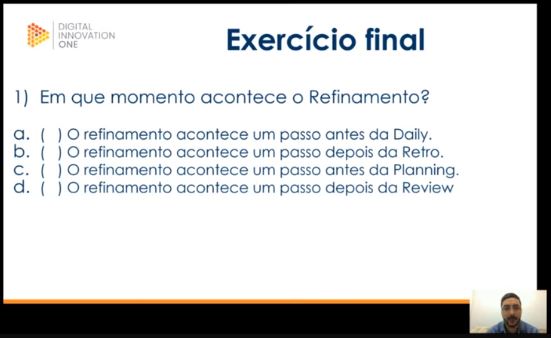 DIGITAL
INNOVATION
ONE
Exercício final
1) Em que momento acontece o Refinamento?
a. ( ) O refinamento acontece um passo antes da Daily.
b. ( ) O refinamento acontece um passo depois da Retro.
c. ( ) O refinamento acontece um passo antes da Planning.
d. ( ) O refinamento acontece um passo depois da Review